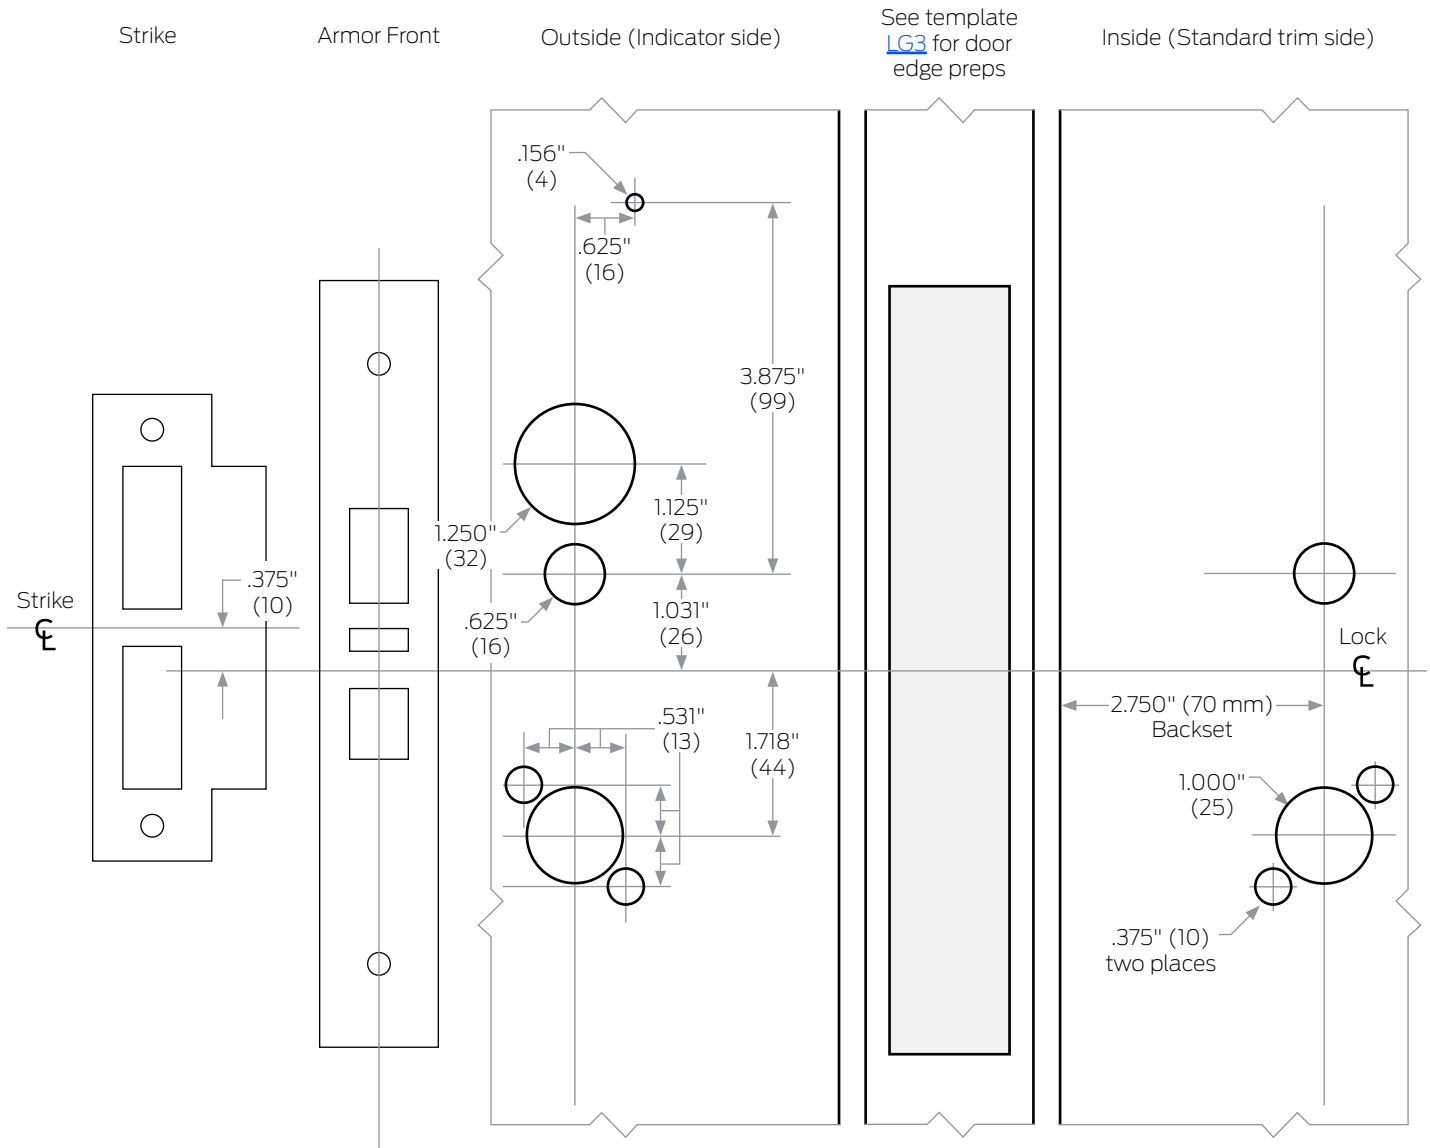 Strike
Armor Front
Outside (Indicator side)
See template
LG3 for door
edge preps
Inside (Standard trim side)
.156"
(4)
.625"
(16)
3.875"
(99)
1.125"
(29)
1.250"
(32)
.375"
(10)
Strike
℄
.625"
(16)
1.031"
(26)
Lock
℄
2.750" (70 mm)
Backset
.531"
(13)
1.718"
(44)
1.000"
(25)
.375" (10)
two places